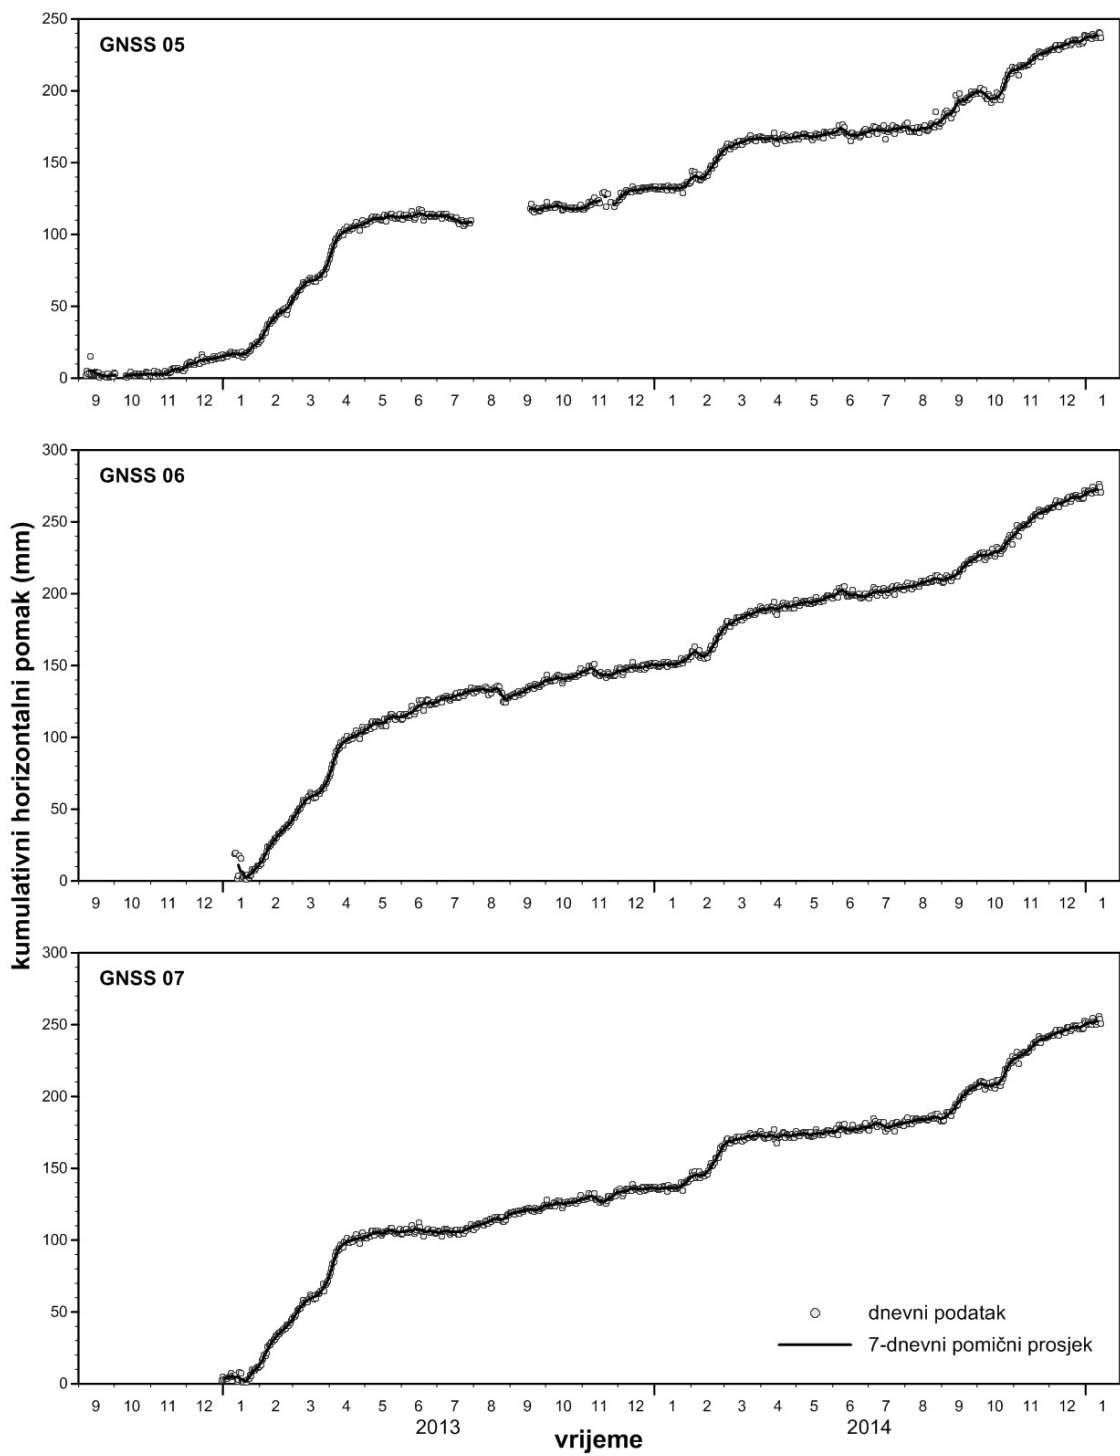 kumulativni horizontalni pomak (mm)
GNSS 05
250
200
150
100
50
0
9 10 11 12 1 2 3 4 5 6 7 8 9 10 11 12 1 2 3 4 5 6 7 8 9 10 11 12 1
GNSS 06
300
250
200
150
100
50
0
9 10 11 12 1 2 3 4 5 6 7 8 9 10 11 12 1 2 3 4 5 6 7 8 9 10 11 12 1
GNSS 07
300
250
200
150
100
50
0
dnevni podatak
7-dnevni pomični prosjek
9 10 11 12 1 2 3 4 5 6 7 8 9 10 11 12 1 2 3 4 5 6 7 8 9 10 11 12 1
2013 2014
vrijeme